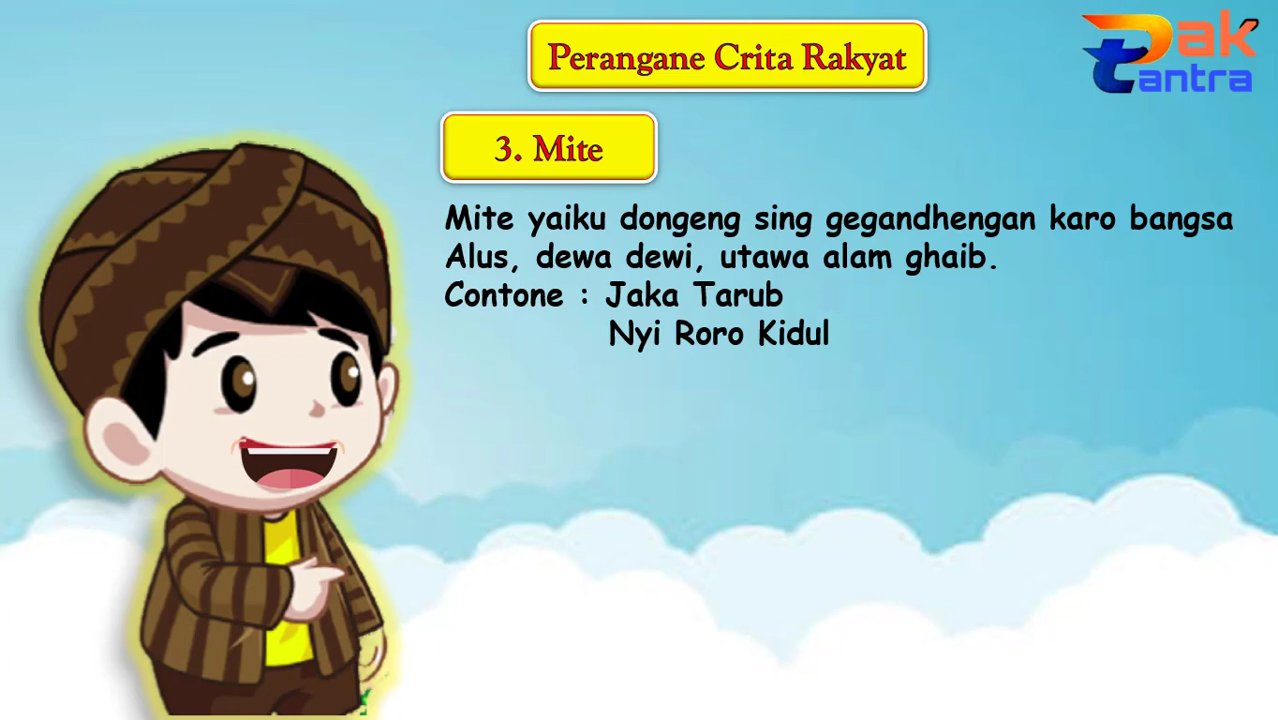 Perangane Crita Rakyat
Pak
tantra
3. Mite
Mite yaiku dongeng sing gegandhengan karo bangsa
Alus, dewa dewi, utawa alam ghaib.
Contone : Jaka Tarub
Nyi Roro Kidul